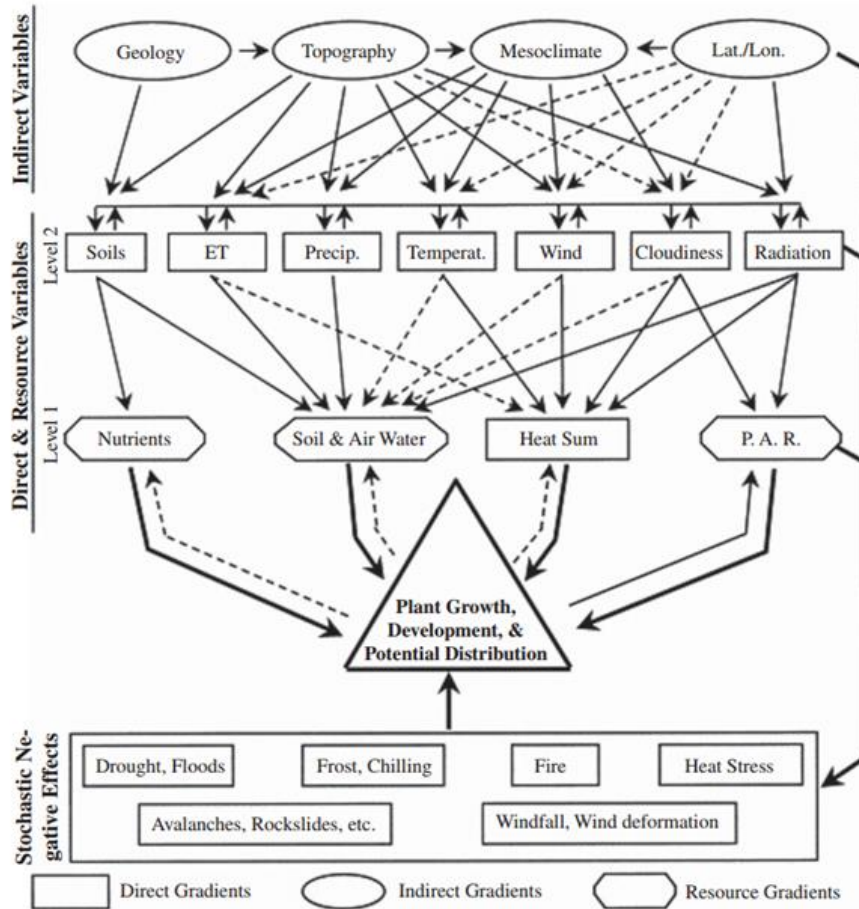 Indirect Variables
Geology
Topography
Mesoclimate
Lat./Lon.
Direct & Resource Variables
Level 2
Soils
ET
Precip.
Temperat.
Wind
Cloudiness
Radiation
Level 1
Nutrients
Soil & Air Water
Heat Sum
P. A. R.
Plant Growth,
Development, &
Potential Distribution
Stochastic Ne-
gative Effects
Drought, Floods
Frost, Chilling
Fire
Heat Stress
Avalanches, Rockslides, etc.
Windfall, Wind deformation
Direct Gradients
Indirect Gradients
Resource Gradients